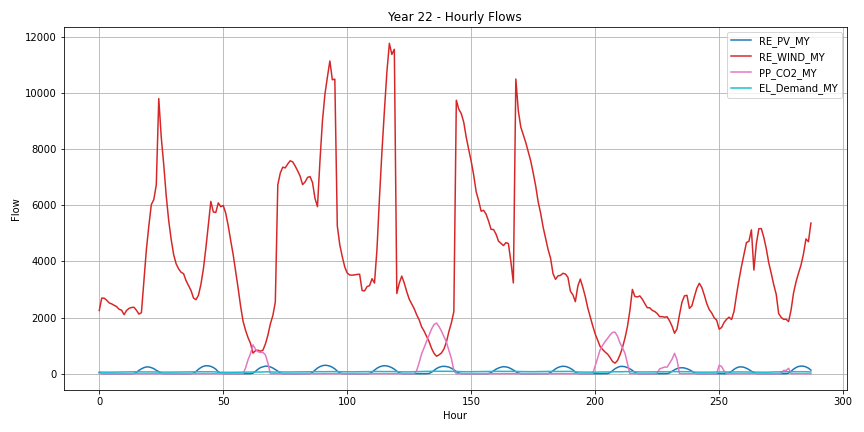 Year 22 - Hourly Flows
RE_PV_MY
RE_WIND_MY
PP_CO2_MY
EL_Demand_MY
12000
10000
8000
6000
4000
2000
0
Flow
0
50
100
150
200
250
300
Hour